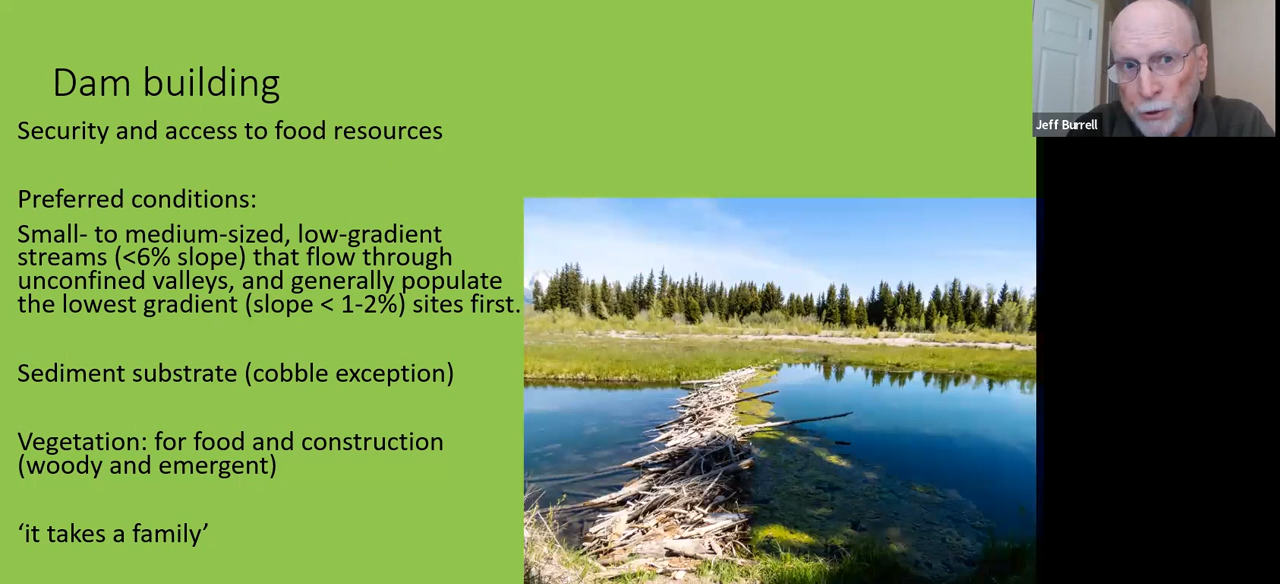 Dam building
Security and access to food resources
Preferred conditions:
Small- to medium-sized, low-gradient
streams (<6% slope) that flow through
unconfined valleys, and generally populate
the lowest gradient (slope < 1-2%) sites first.
Sediment substrate (cobble exception)
Vegetation: for food and construction
(woody and emergent)
‘it takes a family’
Jeff Burrell